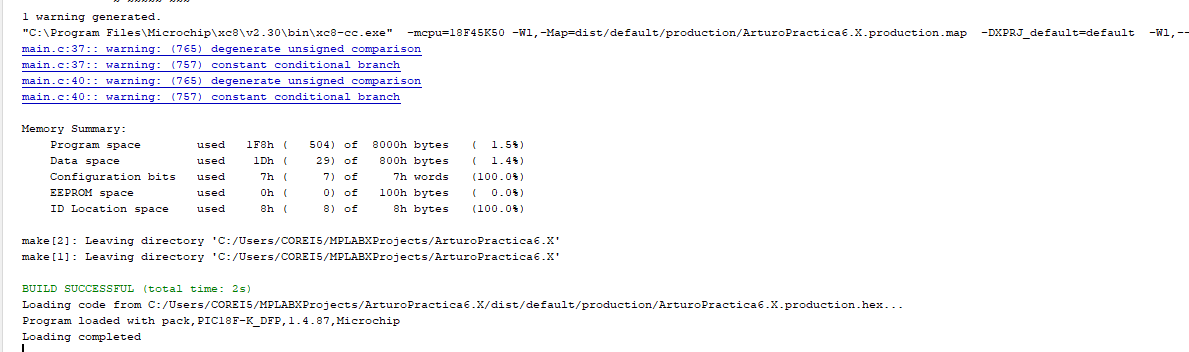 1 warning generated.
"C:\Program Files\Microchip\xc8\v2.30\bin\xc8-cc.exe"  -mcpu=18F45K50 -Wl,-Map=dist/default/production/ArturoPractica6.X.production.map  -DXPRJ_default=default  -Wl,--
main.c:37:: warning: (765) degenerate unsigned comparison
main.c:37:: warning: (757) constant conditional branch
main.c:40:: warning: (765) degenerate unsigned comparison
main.c:40:: warning: (757) constant conditional branch
Memory Summary:
    Program space        used   1F8h (   504) of  8000h bytes   (  1.5%)
    Data space           used    1Dh (    29) of   800h bytes   (  1.4%)
    Configuration bits   used     7h (     7) of     7h words   (100.0%)
    EEPROM space         used     0h (     0) of   100h bytes   (  0.0%)
    ID Location space    used     8h (     8) of     8h bytes   (100.0%)
make[2]: Leaving directory 'C:/Users/COREI5/MPLABXProjects/ArturoPractica6.X'
make[1]: Leaving directory 'C:/Users/COREI5/MPLABXProjects/ArturoPractica6.X'
BUILD SUCCESSFUL (total time: 2s)
Loading code from C:/Users/COREI5/MPLABXProjects/ArturoPractica6.X/dist/default/production/ArturoPractica6.X.production.hex...
Program loaded with pack,PIC18F-K_DFP,1.4.87,Microchip
Loading completed